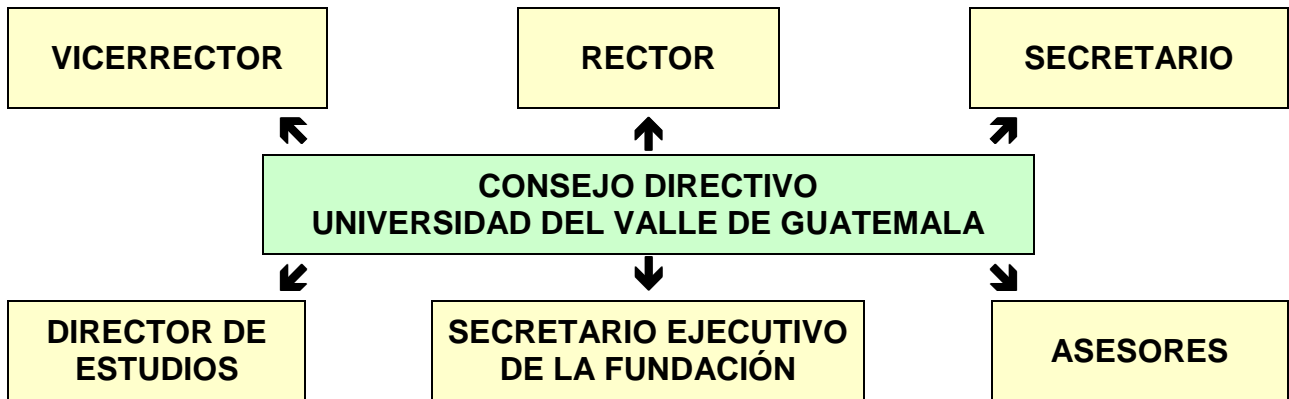 VICERRECTOR
RECTOR
SECRETARIO
CONSEJO DIRECTIVO
UNIVERSIDAD DEL VALLE DE GUATEMALA
DIRECTOR DE
ESTUDIOS
SECRETARIO EJECUTIVO
DE LA FUNDACIÓN
ASESORES